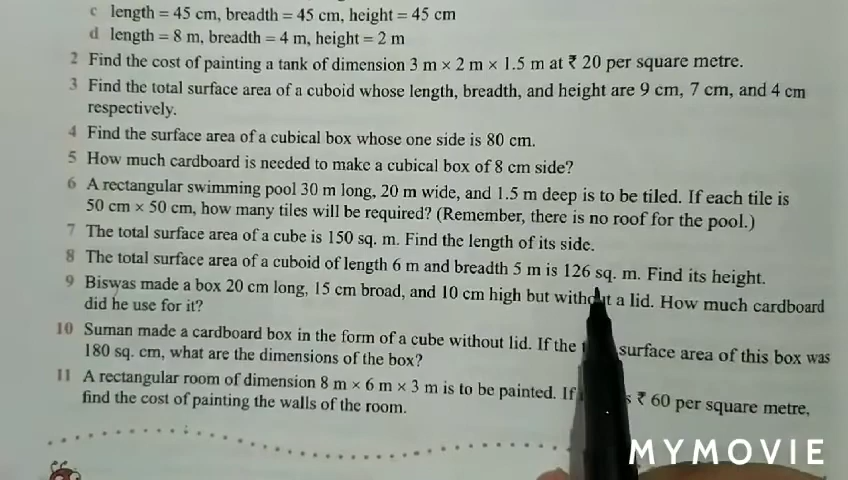 c length = 45 cm, breadth = 45 cm, height = 45 cm
d length = 8 m, breadth = 4 m, height = 2 m
2 Find the cost of painting a tank of dimension 3 m × 2 m × 1.5 m at ₹ 20 per square metre.
3 Find the total surface area of a cuboid whose length, breadth, and height are 9 cm, 7 cm, and 4 cm
respectively.
4 Find the surface area of a cubical box whose one side is 80 cm.
5 How much cardboard is needed to make a cubical box of 8 cm side?
6 A rectangular swimming pool 30 m long, 20 m wide, and 1.5 m deep is to be tiled. If each tile is
50 cm × 50 cm, how many tiles will be required? (Remember, there is no roof for the pool.)
7 The total surface area of a cube is 150 sq. m. Find the length of its side.
8 The total surface area of a cuboid of length 6 m and breadth 5 m is 126 sq. m. Find its height.
9 Biswas made a box 20 cm long, 15 cm broad, and 10 cm high but without a lid. How much cardboard
did he use for it?
10 Suman made a cardboard box in the form of a cube without lid. If the surface area of this box was
180 sq. cm, what are the dimensions of the box?
11 A rectangular room of dimension 8 m × 6 m × 3 m is to be painted. If ₹ 60 per square metre,
find the cost of painting the walls of the room.
MYMOVIE